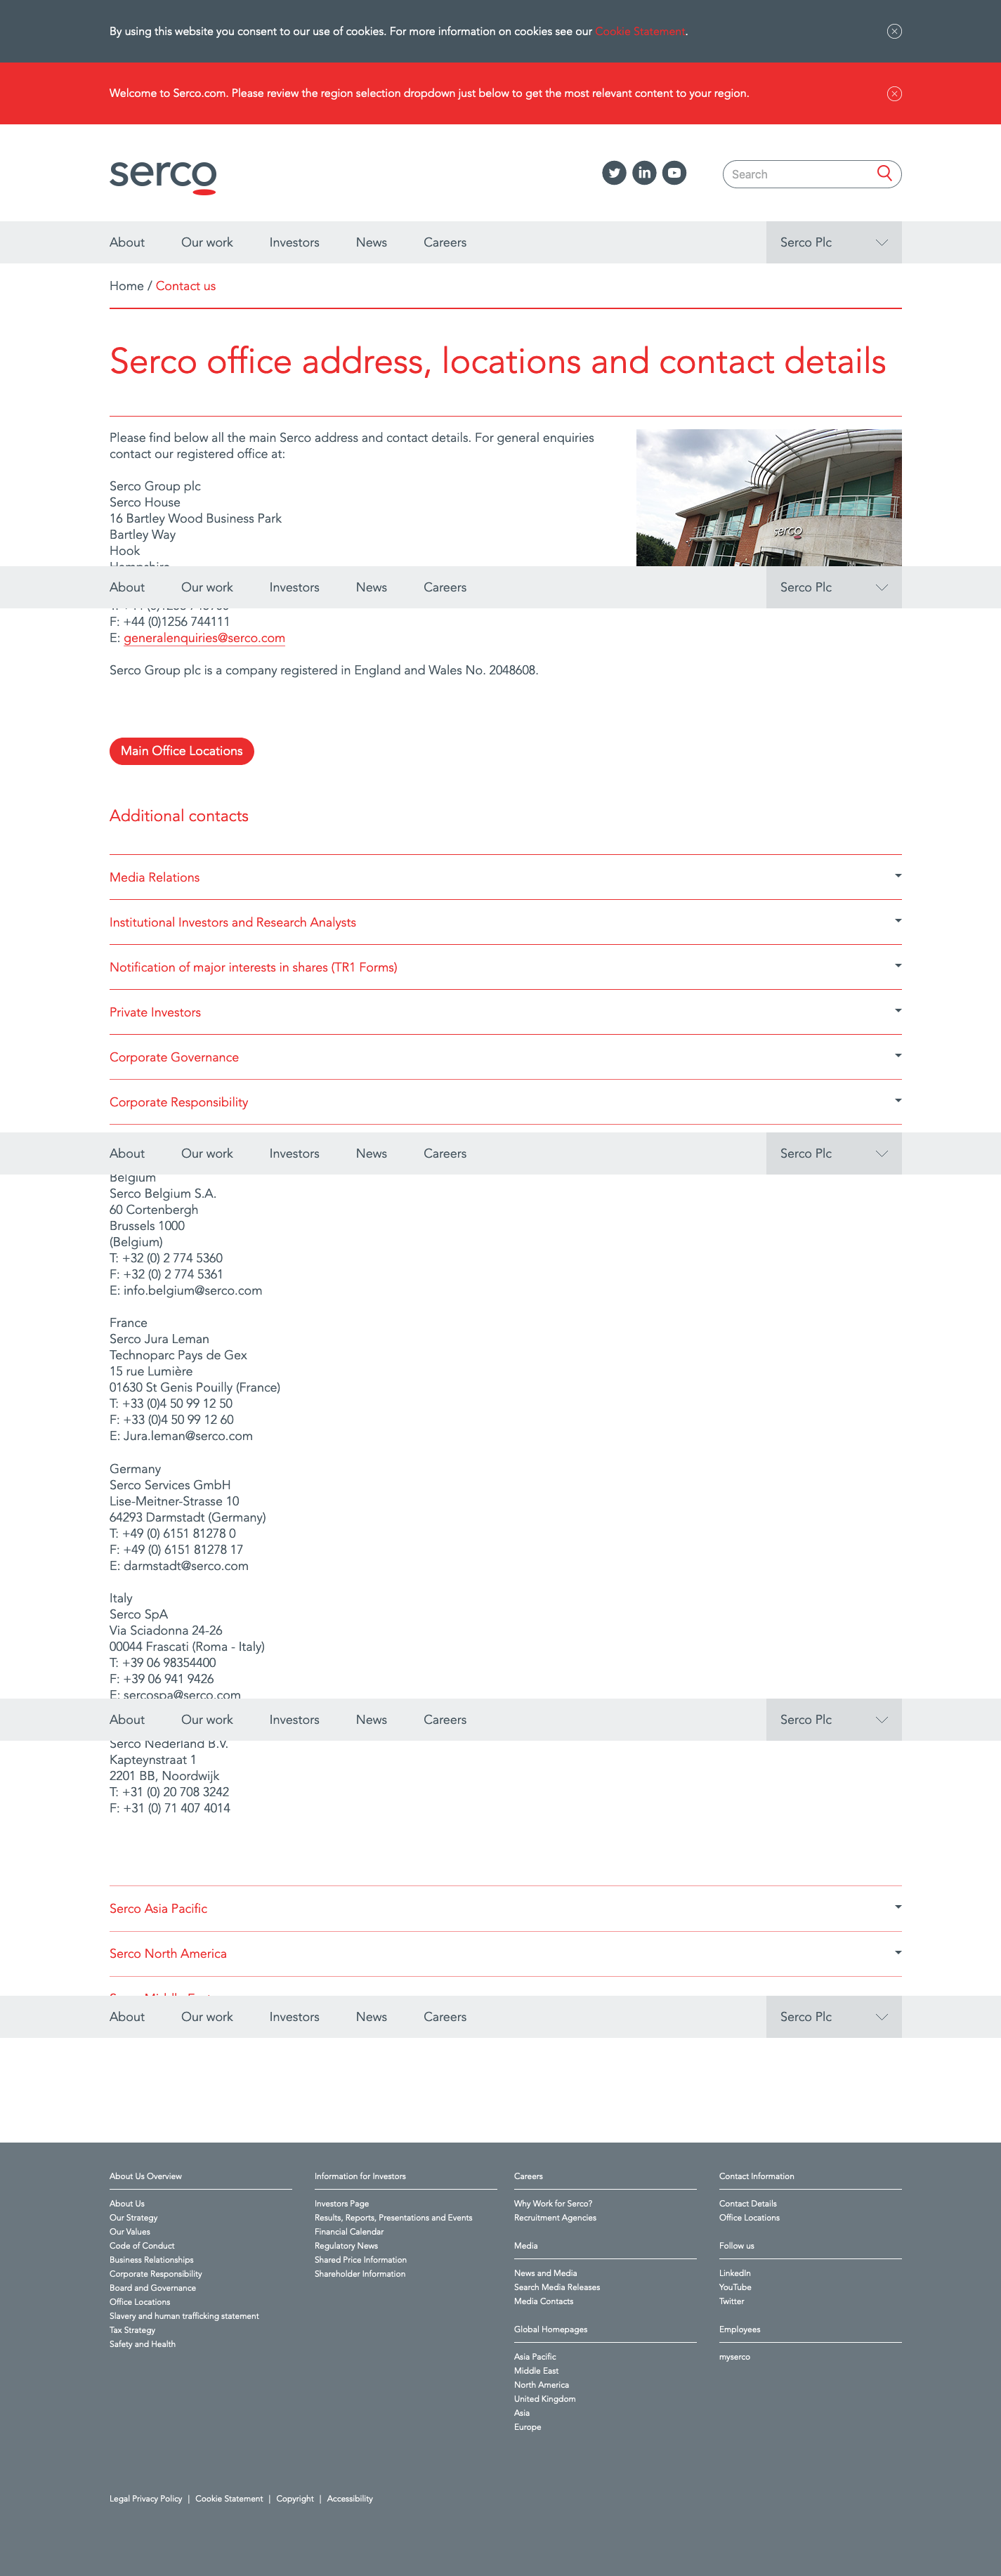 By using this website you consent to our use of cookies. For more information on cookies see our Cookie Statement.
Welcome to Serco.com. Please review the region selection dropdown just below to get the most relevant content to your region.
serco
Search
About Our work Investors News Careers Serco Plc
Home / Contact us
Serco office address, locations and contact details
Please find below all the main Serco address and contact details. For general enquiries
contact our registered office at:
Serco Group plc
Serco House
16 Bartley Wood Business Park
Bartley Way
Hook
serco
About Our work Investors News Careers Serco Plc
F: +44 (0)1256 744111
E: generalenquiries@serco.com
Serco Group plc is a company registered in England and Wales No. 2048608.
Main Office Locations
Additional contacts
Media Relations
Institutional Investors and Research Analysts
Notification of major interests in shares (TR1 Forms)
Private Investors
Corporate Governance
Corporate Responsibility
About Our work Investors News Careers Serco Plc
Belgium
Serco Belgium S.A.
60 Cortenbergh
Brussels 1000
(Belgium)
T: +32 (0) 2 774 5360
F: +32 (0) 2 774 5361
E: info.belgium@serco.com
France
Serco Jura Leman
Technoparc Pays de Gex
15 rue Lumière
01630 St Genis Pouilly (France)
T: +33 (0)4 50 99 12 50
F: +33 (0)4 50 99 12 60
E: Jura.leman@serco.com
Germany
Serco Services GmbH
Lise-Meitner-Strasse 10
64293 Darmstadt (Germany)
T: +49 (0) 6151 81278 0
F: +49 (0) 6151 81278 17
E: darmstadt@serco.com
Italy
Serco SpA
Via Sciadonna 24-26
00044 Frascati (Roma - Italy)
T: +39 06 98354400
F: +39 06 941 9426
E: sercospa@serco.com
About Our work Investors News Careers Serco Plc
Serco Nederland B.V.
Kapteynstraat 1
2201 BB, Noordwijk
T: +31 (0) 20 708 3242
F: +31 (0) 71 407 4014
Serco Asia Pacific
Serco North America
About Our work Investors News Careers Serco Plc
About Us Overview
About Us
Our Strategy
Our Values
Code of Conduct
Business Relationships
Corporate Responsibility
Board and Governance
Office Locations
Slavery and human trafficking statement
Tax Strategy
Safety and Health
Information for Investors
Investors Page
Results, Reports, Presentations and Events
Financial Calendar
Regulatory News
Shared Price Information
Shareholder Information
Careers
Why Work for Serco?
Recruitment Agencies
Media
News and Media
Search Media Releases
Media Contacts
Global Homepages
Asia Pacific
Middle East
North America
United Kingdom
Asia
Europe
Contact Information
Contact Details
Office Locations
Follow us
LinkedIn
YouTube
Twitter
Employees
myserco
Legal Privacy Policy | Cookie Statement | Copyright | Accessibility